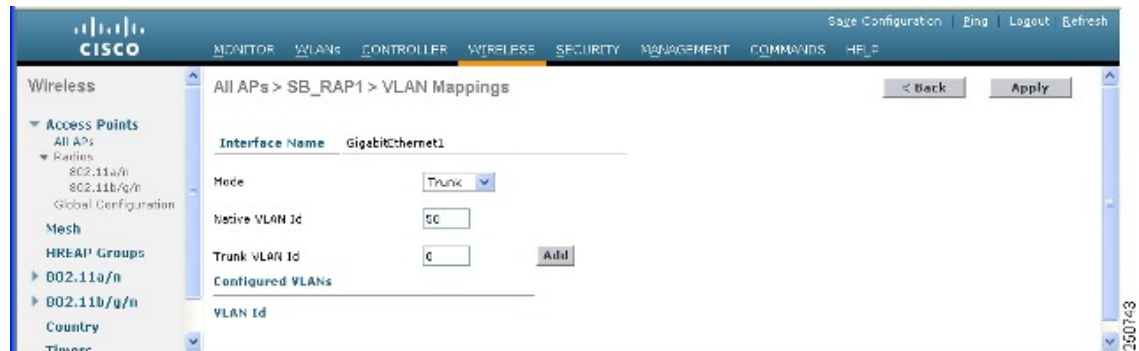 Save Configuration | Ping | Logout | Refresh
CISCO
MONITOR WLANs CONTROLLER WIRELESS SECURITY MANAGEMENT COMMANDS HELP
Wireless
All APs > SB_RAP1 > VLAN Mappings
< Back
Apply
Access Points
All APs
Radios
802.11a/n
802.11b/g/n
Global Configuration
Mesh
HREAP Groups
802.11a/n
802.11b/g/n
Country
Timers
Interface Name GigabitEthernet1
Mode Trunk
Native VLAN Id 50
Trunk VLAN Id 0 Add
Configured VLANs
VLAN Id
250743